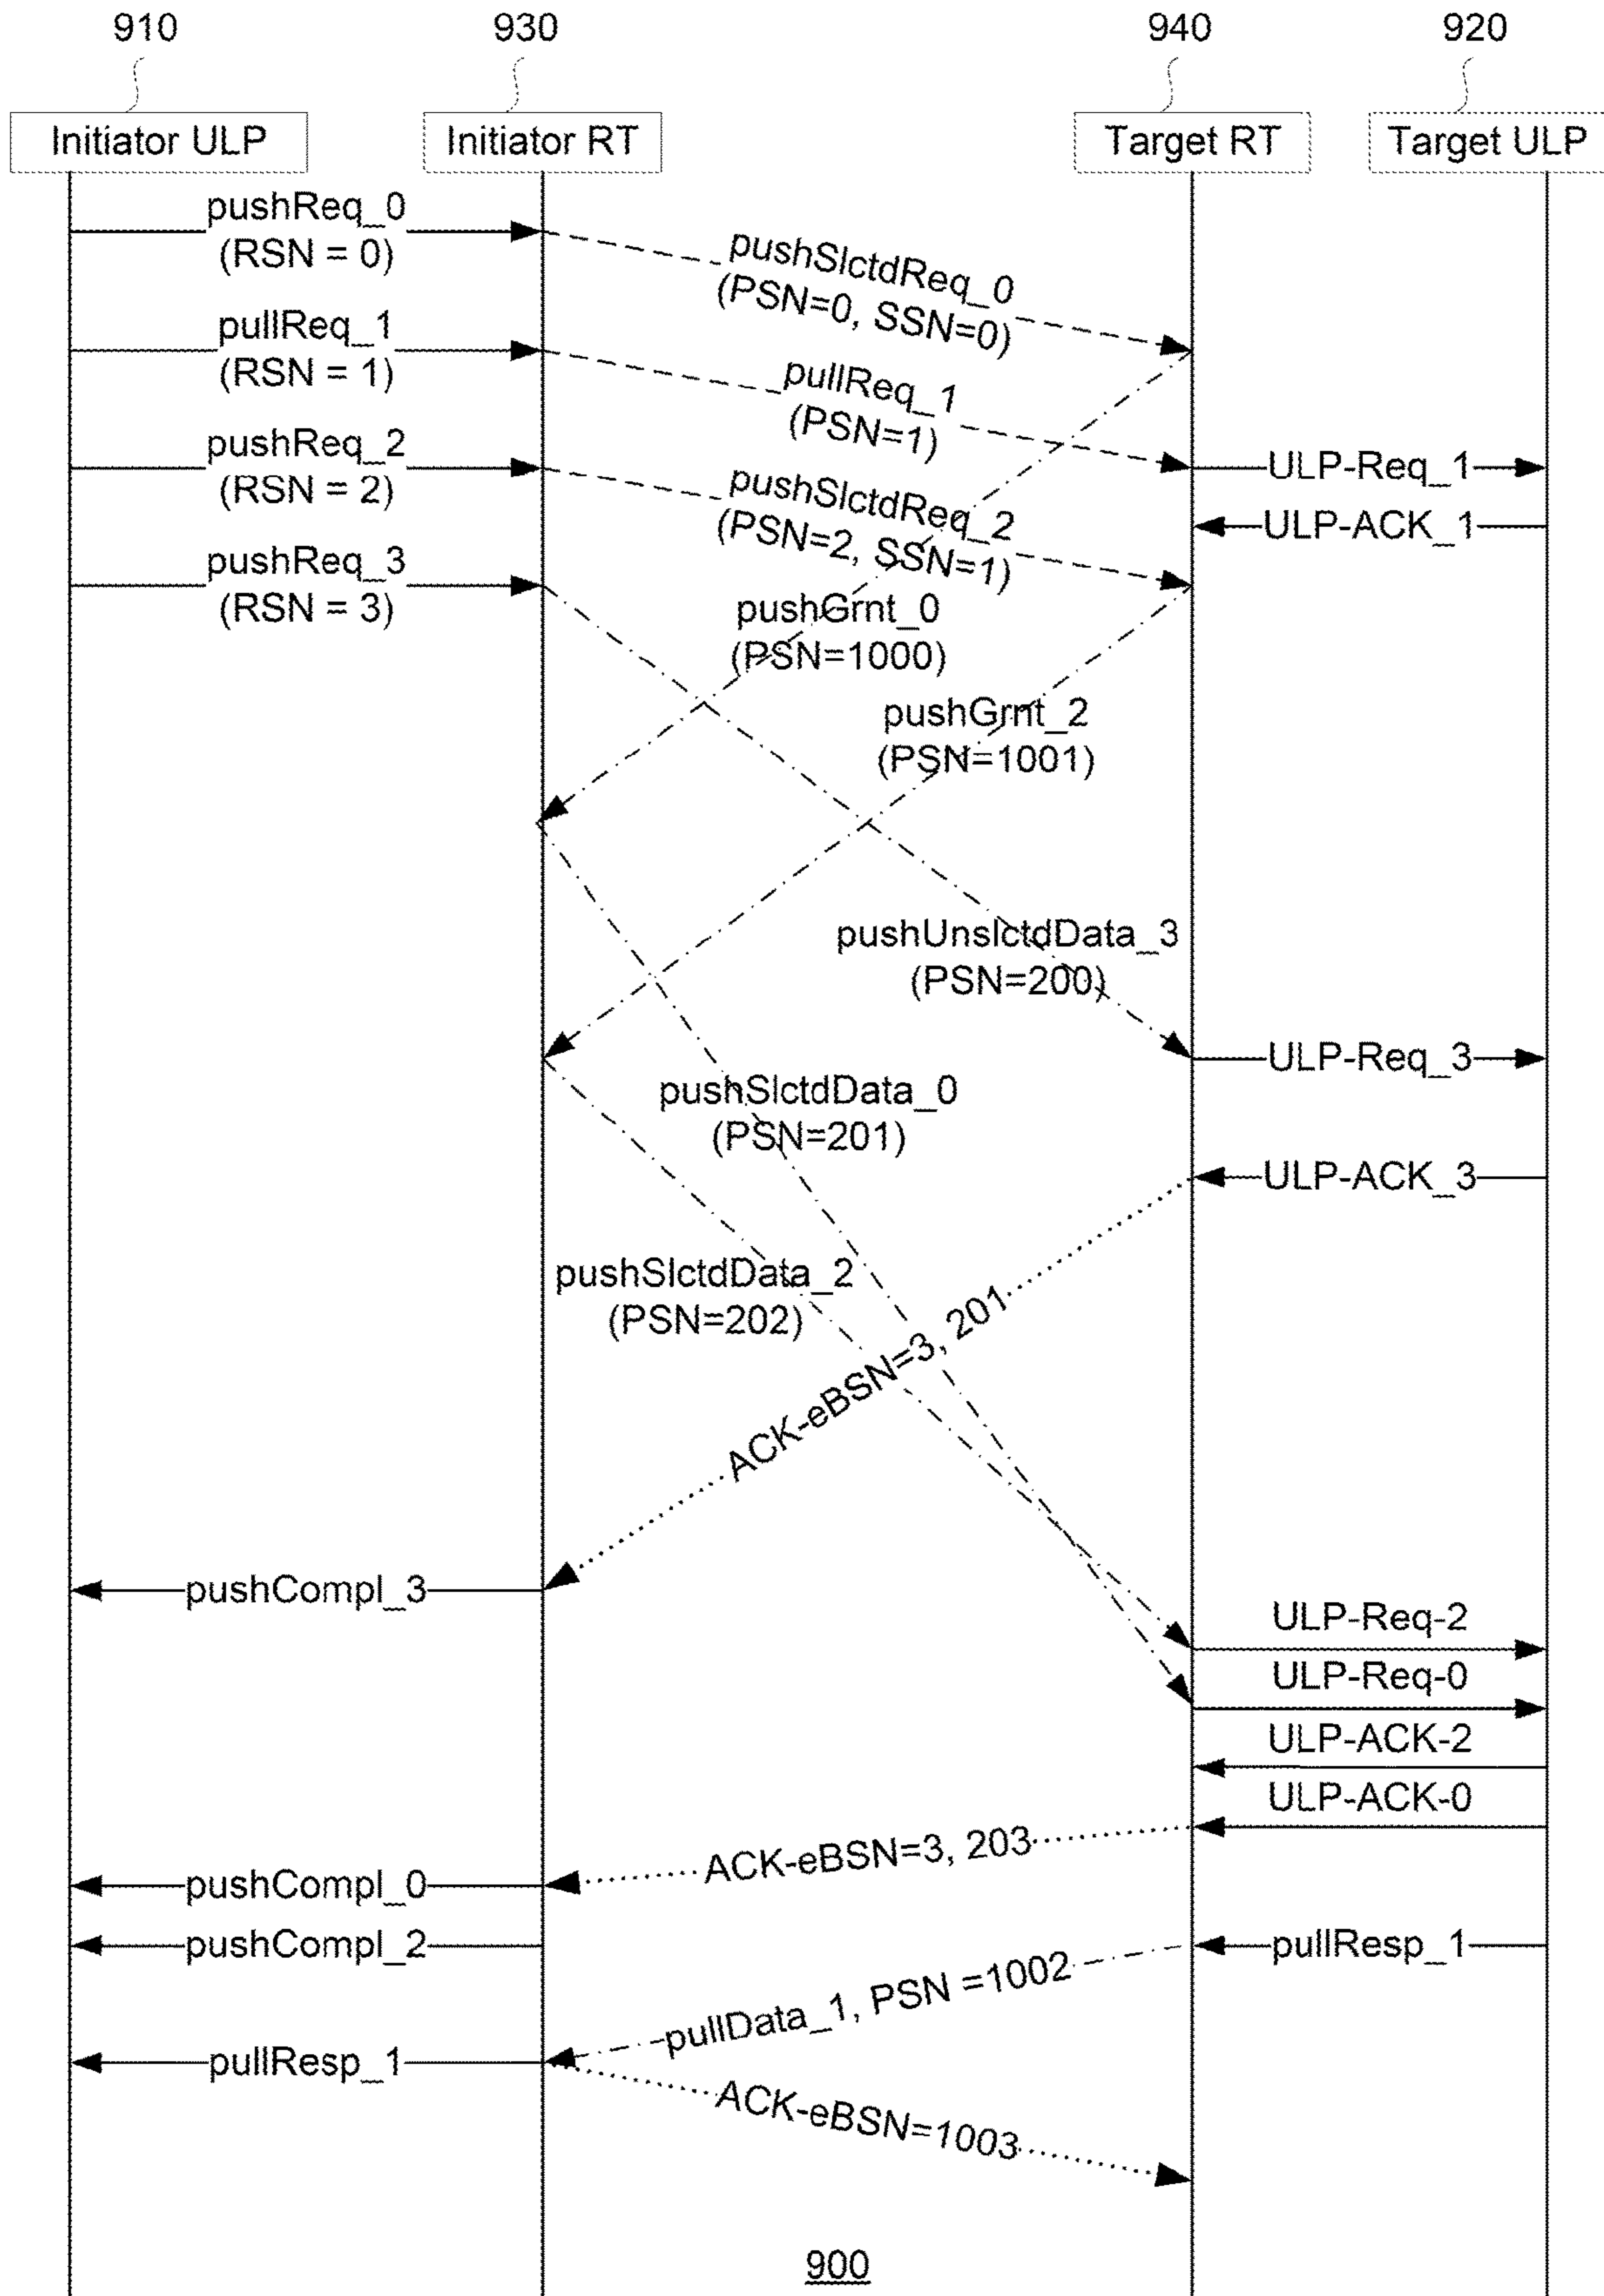 910
930
940
920
Initiator ULP
Initiator RT
Target RT
Target ULP
pushReq_0
(RSN = 0)
pushSlctdReq_0
(PSN=0, SSN=0)
pullReq_1
(RSN = 1)
pullReq_1
(PSN=1)
pushReq_2
(RSN = 2)
pushSlctdReq_2
(PSN=2, SSN=1)
ULP-Req_1
ULP-ACK_1
pushReq_3
(RSN = 3)
pushGrnt_0
(PSN=1000)
pushGrnt_2
(PSN=1001)
pushUnslctdData_3
(PSN=200)
ULP-Req_3
pushSlctdData_0
(PSN=201)
ULP-ACK_3
pushSlctdData_2
(PSN=202)
ACK-eBSN=3, 201
pushCompl_3
ULP-Req-2
ULP-Req-0
ULP-ACK-2
ULP-ACK-0
ACK-eBSN=3, 203
pushCompl_0
pushCompl_2
pullResp_1
pullData_1, PSN =1002
pullResp_1
ACK-eBSN=1003
900